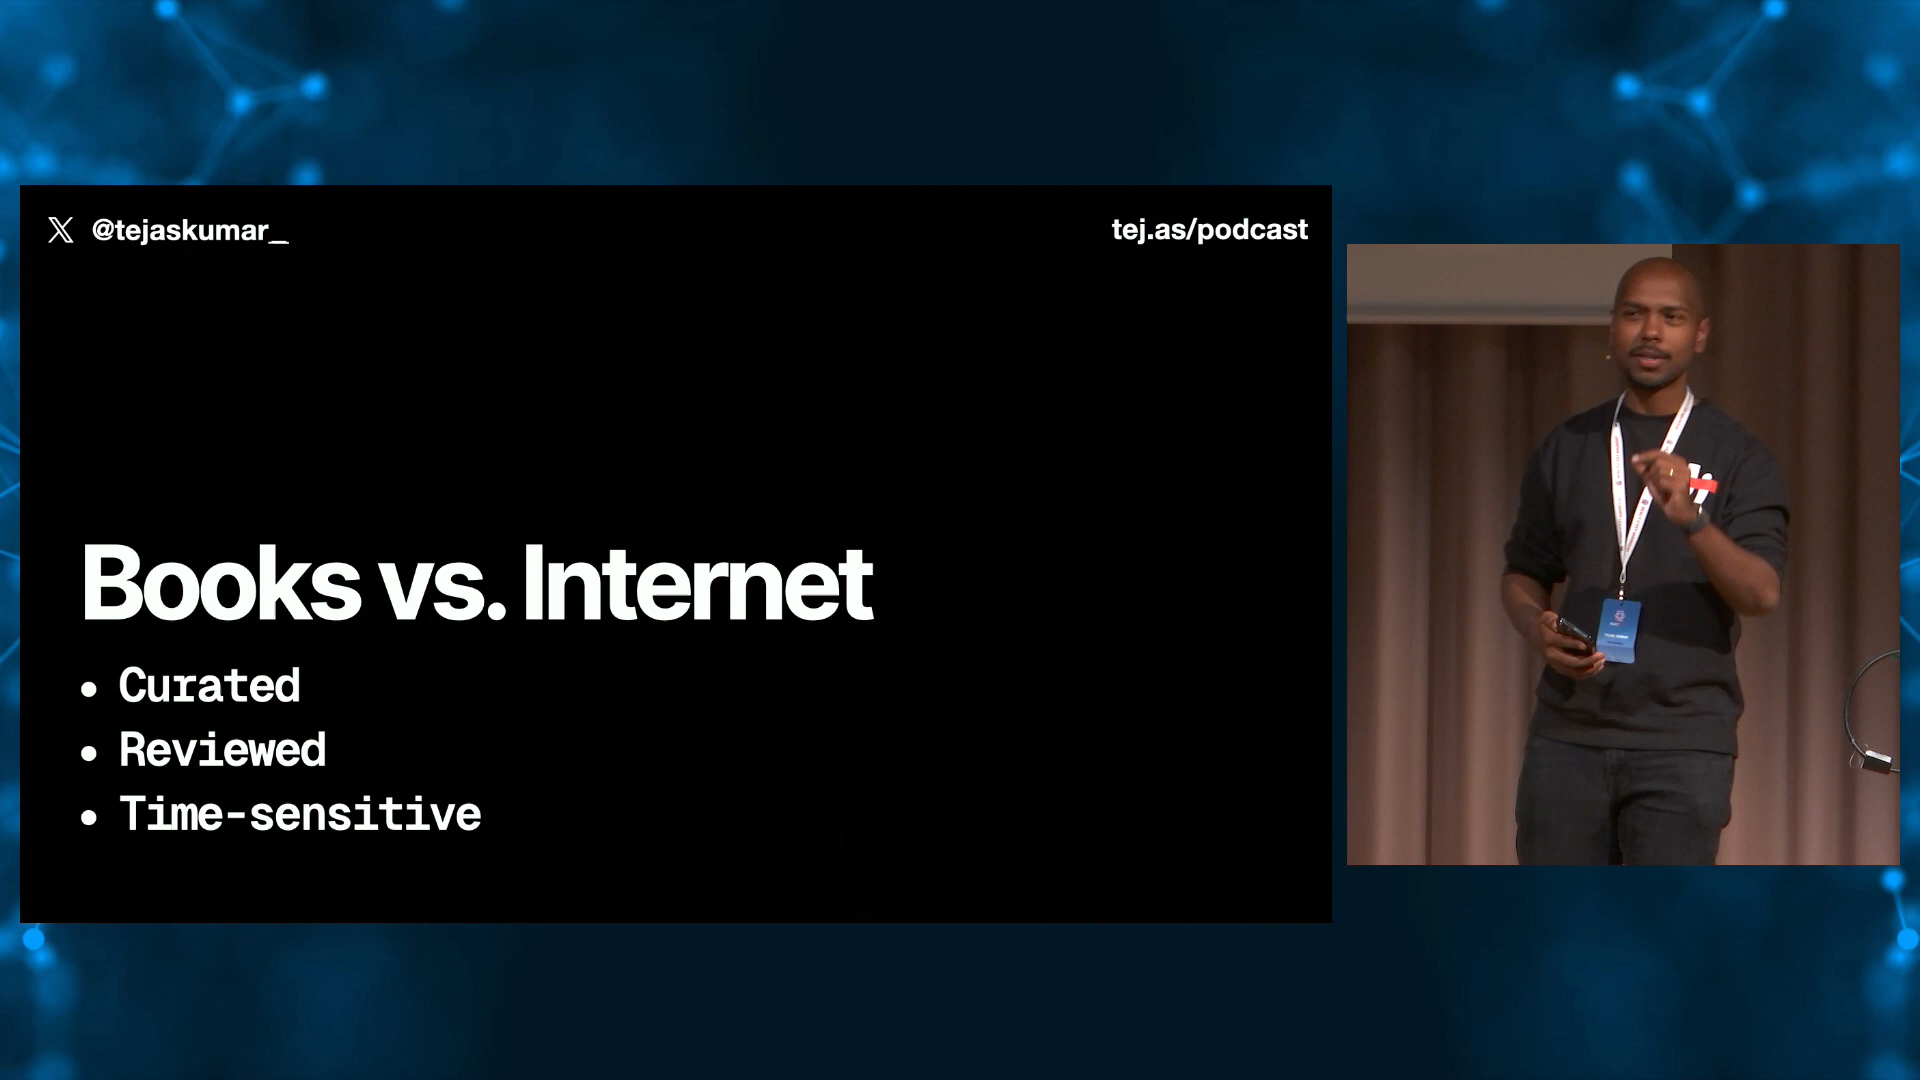 @tejaskumar_
tej.as/podcast
Books vs. Internet
• Curated
• Reviewed
• Time-sensitive